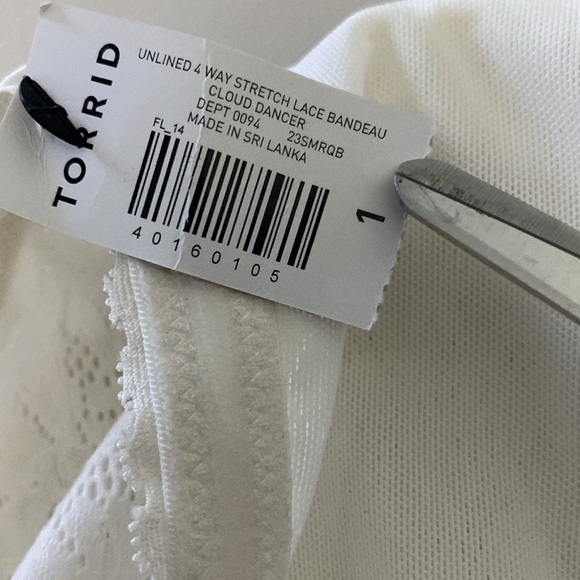 TORRID
UNLINED 4 WAY STRETCH LACE BANDEAU
CLOUD DANCER
DEPT 0094 23SMRQB
FL_14 MADE IN SRI LANKA
40160105
1